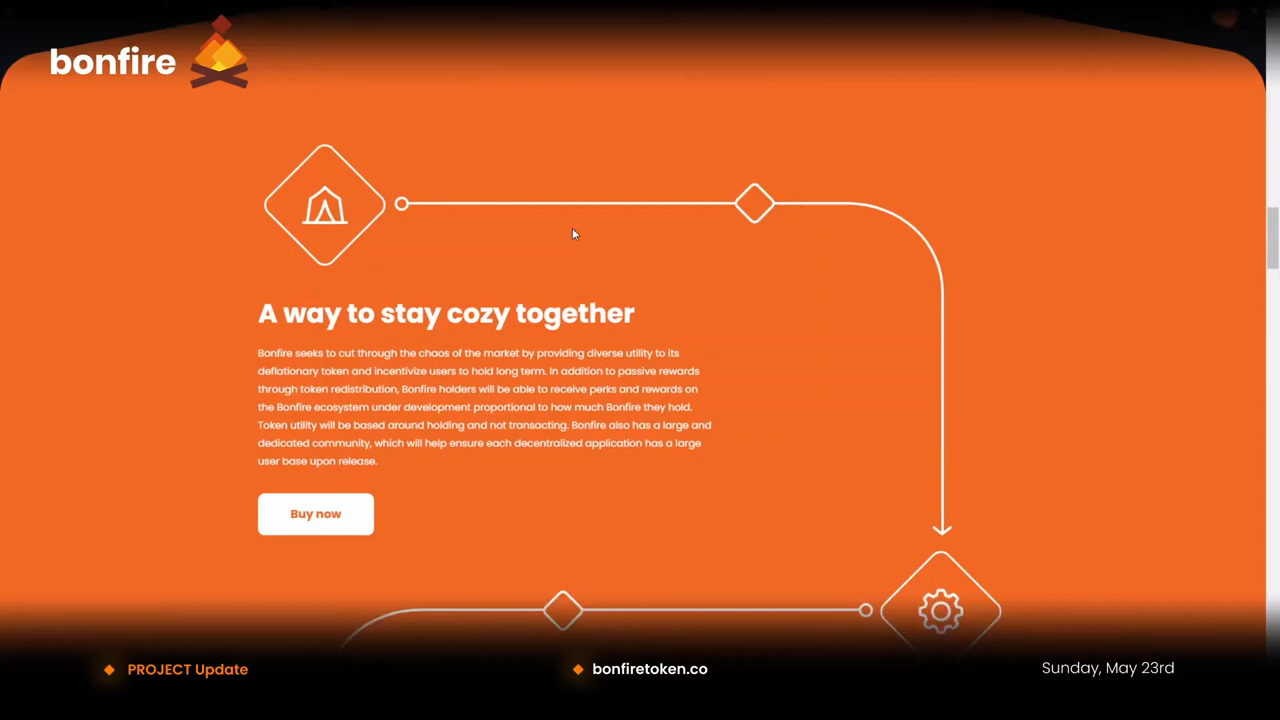 bonfire
A way to stay cozy together
Bonfire seeks to cut through the chaos of the market by providing diverse utility to its
deflationary token and incentivize users to hold long term. In addition to passive rewards
through token redistribution, Bonfire holders will be able to receive perks and rewards on
the Bonfire ecosystem under development proportional to how much Bonfire they hold.
Token utility will be based around holding and not transacting. Bonfire also has a large and
dedicated community, which will help ensure each decentralized application has a large
user base upon release.
Buy now
PROJECT Update
bonfiretoken.co
Sunday, May 23rd